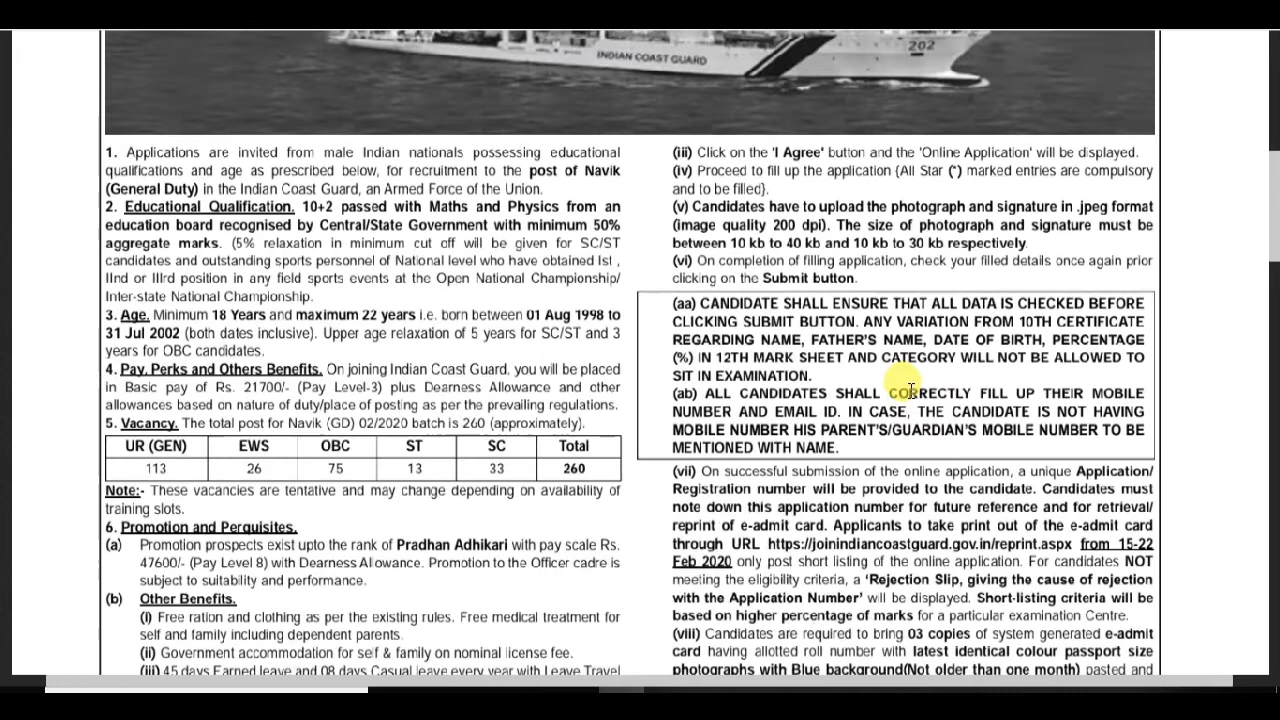 202
INDIAN COAST GUARD
1. Applications are invited from male Indian nationals possessing educational
qualifications and age as prescribed below, for recruitment to the post of Navik
(General Duty) in the Indian Coast Guard, an Armed Force of the Union.
2. Educational Qualification. 10+2 passed with Maths and Physics from an
education board recognised by Central/State Government with minimum 50%
aggregate marks. (5% relaxation in minimum cut off will be given for SC/ST
candidates and outstanding sports personnel of National level who have obtained Ist ,
IInd or IIIrd position in any field sports events at the Open National Championship/
Inter-state National Championship.
3. Age. Minimum 18 Years and maximum 22 years i.e. born between 01 Aug 1998 to
31 Jul 2002 (both dates inclusive). Upper age relaxation of 5 years for SC/ST and 3
years for OBC candidates.
4. Pay, Perks and Others Benefits. On joining Indian Coast Guard, you will be placed
in Basic pay of Rs. 21700/- (Pay Level-3) plus Dearness Allowance and other
allowances based on nature of duty/place of posting as per the prevailing regulations.
5. Vacancy. The total post for Navik (GD) 02/2020 batch is 260 (approximately).
UR (GEN) EWS OBC ST SC Total
113 26 75 13 33 260
Note:- These vacancies are tentative and may change depending on availability of
training slots.
6. Promotion and Perquisites.
(a) Promotion prospects exist upto the rank of Pradhan Adhikari with pay scale Rs.
47600/- (Pay Level 8) with Dearness Allowance. Promotion to the Officer cadre is
subject to suitability and performance.
(b) Other Benefits.
(i) Free ration and clothing as per the existing rules. Free medical treatment for
self and family including dependent parents.
(ii) Government accommodation for self & family on nominal license fee.
(iii) 45 days Earned leave and 08 days Casual leave every year with Leave Travel
(iii) Click on the 'I Agree' button and the 'Online Application' will be displayed.
(iv) Proceed to fill up the application {All Star (*) marked entries are compulsory
and to be filled}.
(v) Candidates have to upload the photograph and signature in .jpeg format
(image quality 200 dpi). The size of photograph and signature must be
between 10 kb to 40 kb and 10 kb to 30 kb respectively.
(vi) On completion of filling application, check your filled details once again prior
clicking on the Submit button.
(aa) CANDIDATE SHALL ENSURE THAT ALL DATA IS CHECKED BEFORE
CLICKING SUBMIT BUTTON. ANY VARIATION FROM 10TH CERTIFICATE
REGARDING NAME, FATHER'S NAME, DATE OF BIRTH, PERCENTAGE
(%) IN 12TH MARK SHEET AND CATEGORY WILL NOT BE ALLOWED TO
SIT IN EXAMINATION.
(ab) ALL CANDIDATES SHALL CORRECTLY FILL UP THEIR MOBILE
NUMBER AND EMAIL ID. IN CASE, THE CANDIDATE IS NOT HAVING
MOBILE NUMBER HIS PARENT'S/GUARDIAN'S MOBILE NUMBER TO BE
MENTIONED WITH NAME.
(vii) On successful submission of the online application, a unique Application/
Registration number will be provided to the candidate. Candidates must
note down this application number for future reference and for retrieval/
reprint of e-admit card. Applicants to take print out of the e-admit card
through URL https://joinindiancoastguard.gov.in/reprint.aspx from 15-22
Feb 2020 only post short listing of the online application. For candidates NOT
meeting the eligibility criteria, a 'Rejection Slip, giving the cause of rejection
with the Application Number' will be displayed. Short-listing criteria will be
based on higher percentage of marks for a particular examination Centre.
(viii) Candidates are required to bring 03 copies of system generated e-admit
card having allotted roll number with latest identical colour passport size
photographs with Blue background(Not older than one month) pasted and